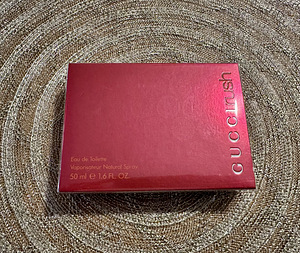 GUCCI rush
Eau de Toilette
Vaporisateur Natural Spray
50 ml e 1.6 FL. OZ.